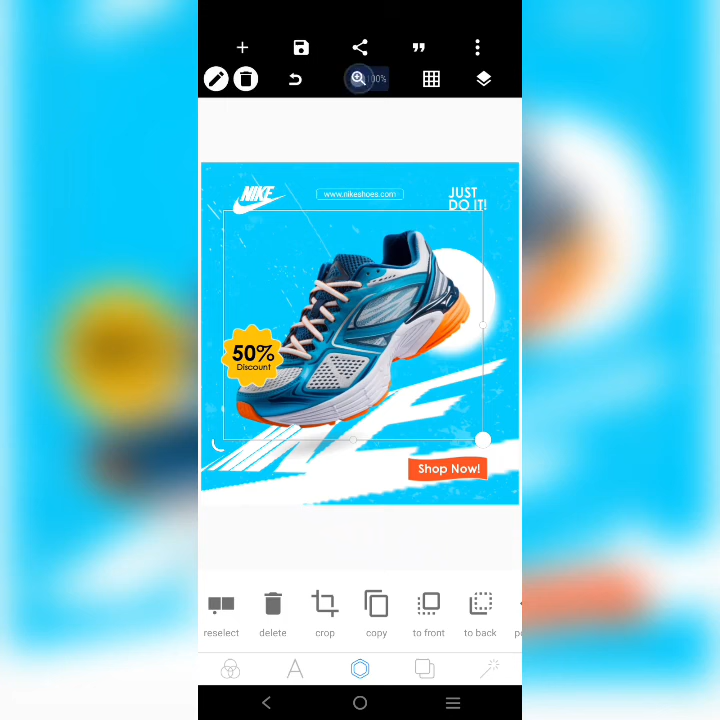 100%
NIKE
www.nikeshoes.com
JUST
DO IT!
50%
Discount
Shop Now!
reselect
delete
crop
copy
to front
to back